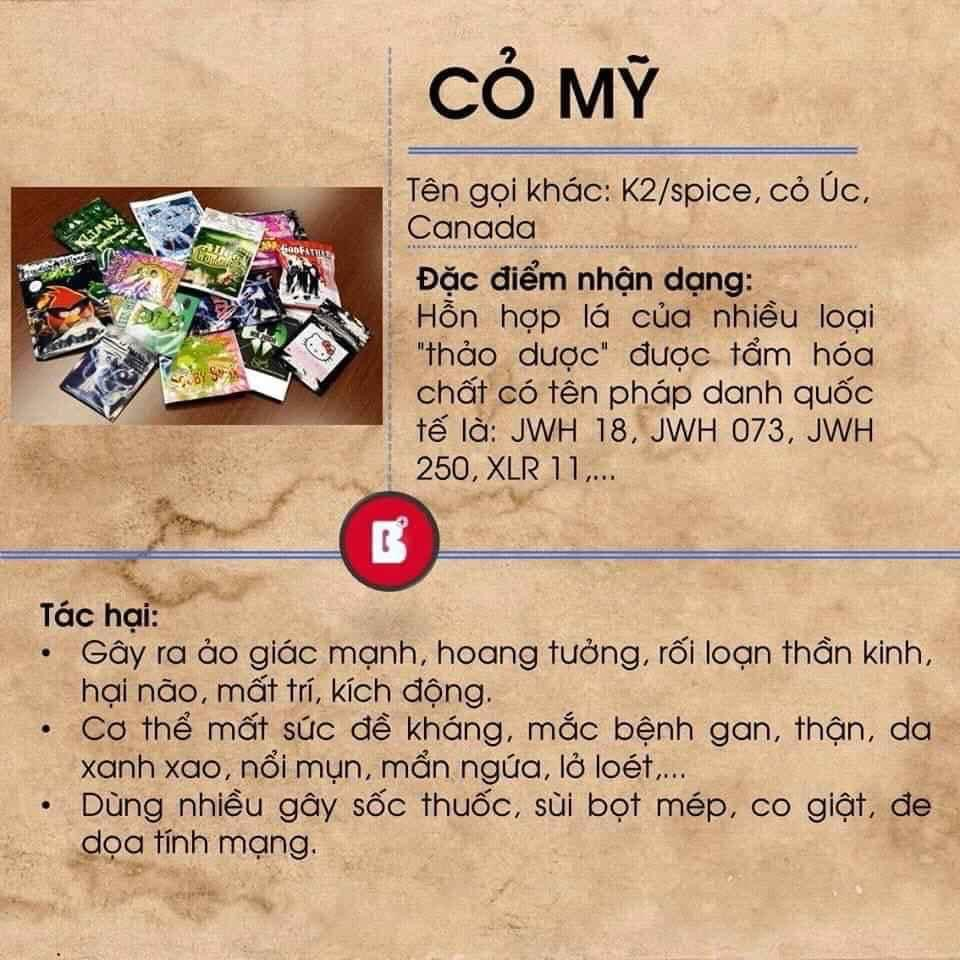 CỎ MỸ
Tên gọi khác: K2/spice, cỏ Úc,
Canada
Đặc điểm nhận dạng:
Hỗn hợp lá của nhiều loại
"thảo dược" được tẩm hóa
chất có tên pháp danh quốc
tế là: JWH 18, JWH 073, JWH
250, XLR 11,...
KLIMAX
GODFATHER
SCOOBY SNAX
B+
Tác hại:
• Gây ra ảo giác mạnh, hoang tưởng, rối loạn thần kinh,
hại não, mất trí, kích động.
• Cơ thể mất sức đề kháng, mắc bệnh gan, thận, da
xanh xao, nổi mụn, mẩn ngứa, lở loét,...
• Dùng nhiều gây sốc thuốc, sùi bọt mép, co giật, đe
dọa tính mạng.